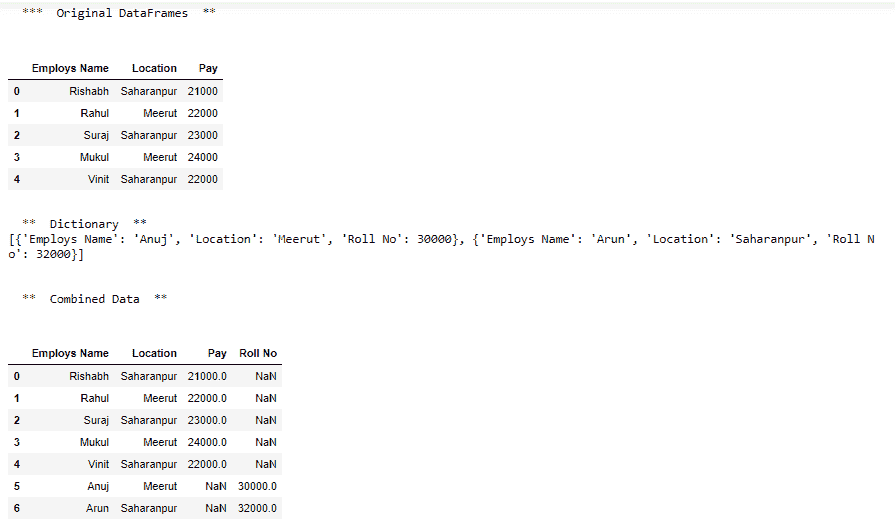 *** Original DataFrames **
Employs Name Location Pay
0 Rishabh Saharanpur 21000
1 Rahul Meerut 22000
2 Suraj Saharanpur 23000
3 Mukul Meerut 24000
4 Vinit Saharanpur 22000
** Dictionary **
[{'Employs Name': 'Anuj', 'Location': 'Meerut', 'Roll No': 30000}, {'Employs Name': 'Arun', 'Location': 'Saharanpur', 'Roll N
o': 32000}]
** Combined Data **
Employs Name Location Pay Roll No
0 Rishabh Saharanpur 21000.0 NaN
1 Rahul Meerut 22000.0 NaN
2 Suraj Saharanpur 23000.0 NaN
3 Mukul Meerut 24000.0 NaN
4 Vinit Saharanpur 22000.0 NaN
5 Anuj Meerut NaN 30000.0
6 Arun Saharanpur NaN 32000.0